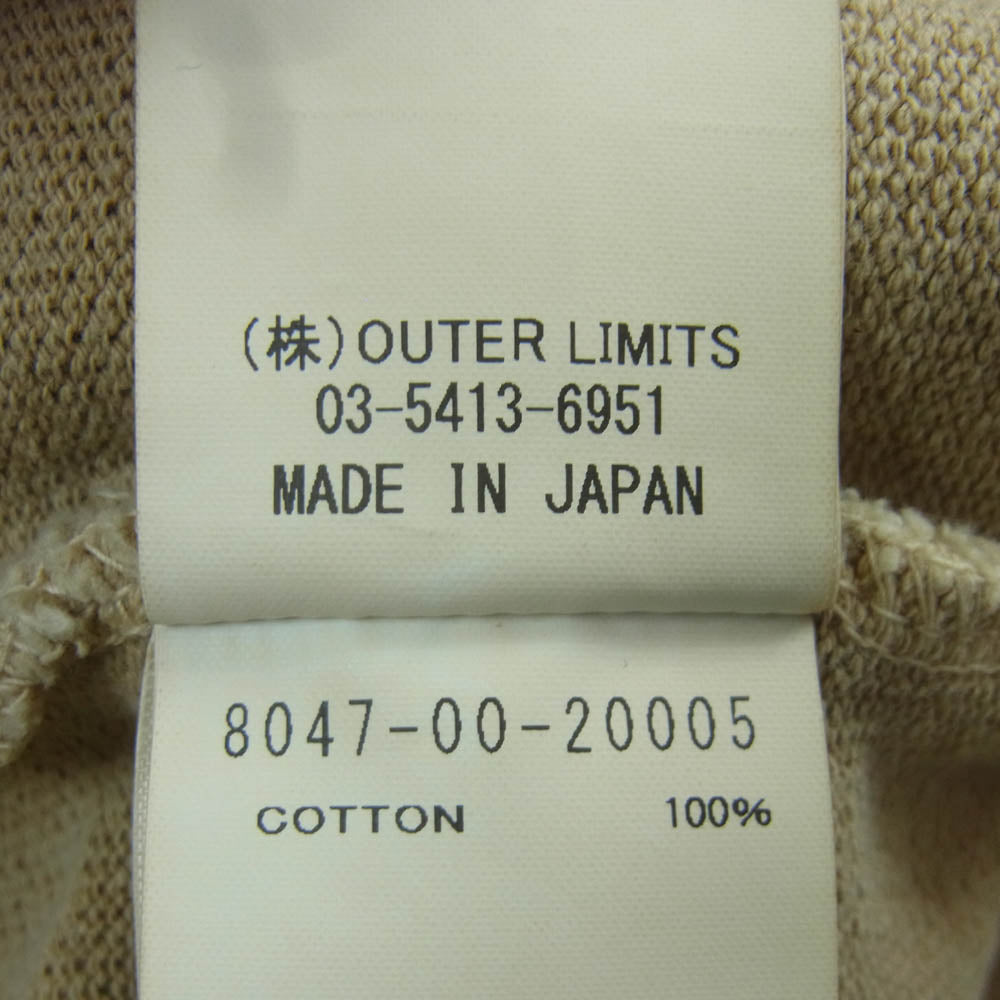 (株)OUTER LIMITS
03-5413-6951
MADE IN JAPAN
8047-00-20005
COTTON 100%